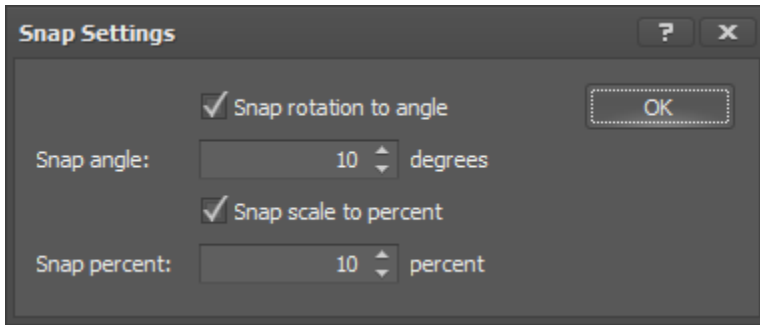 Snap Settings
Snap rotation to angle
OK
Snap angle: 10 degrees
Snap scale to percent
Snap percent: 10 percent